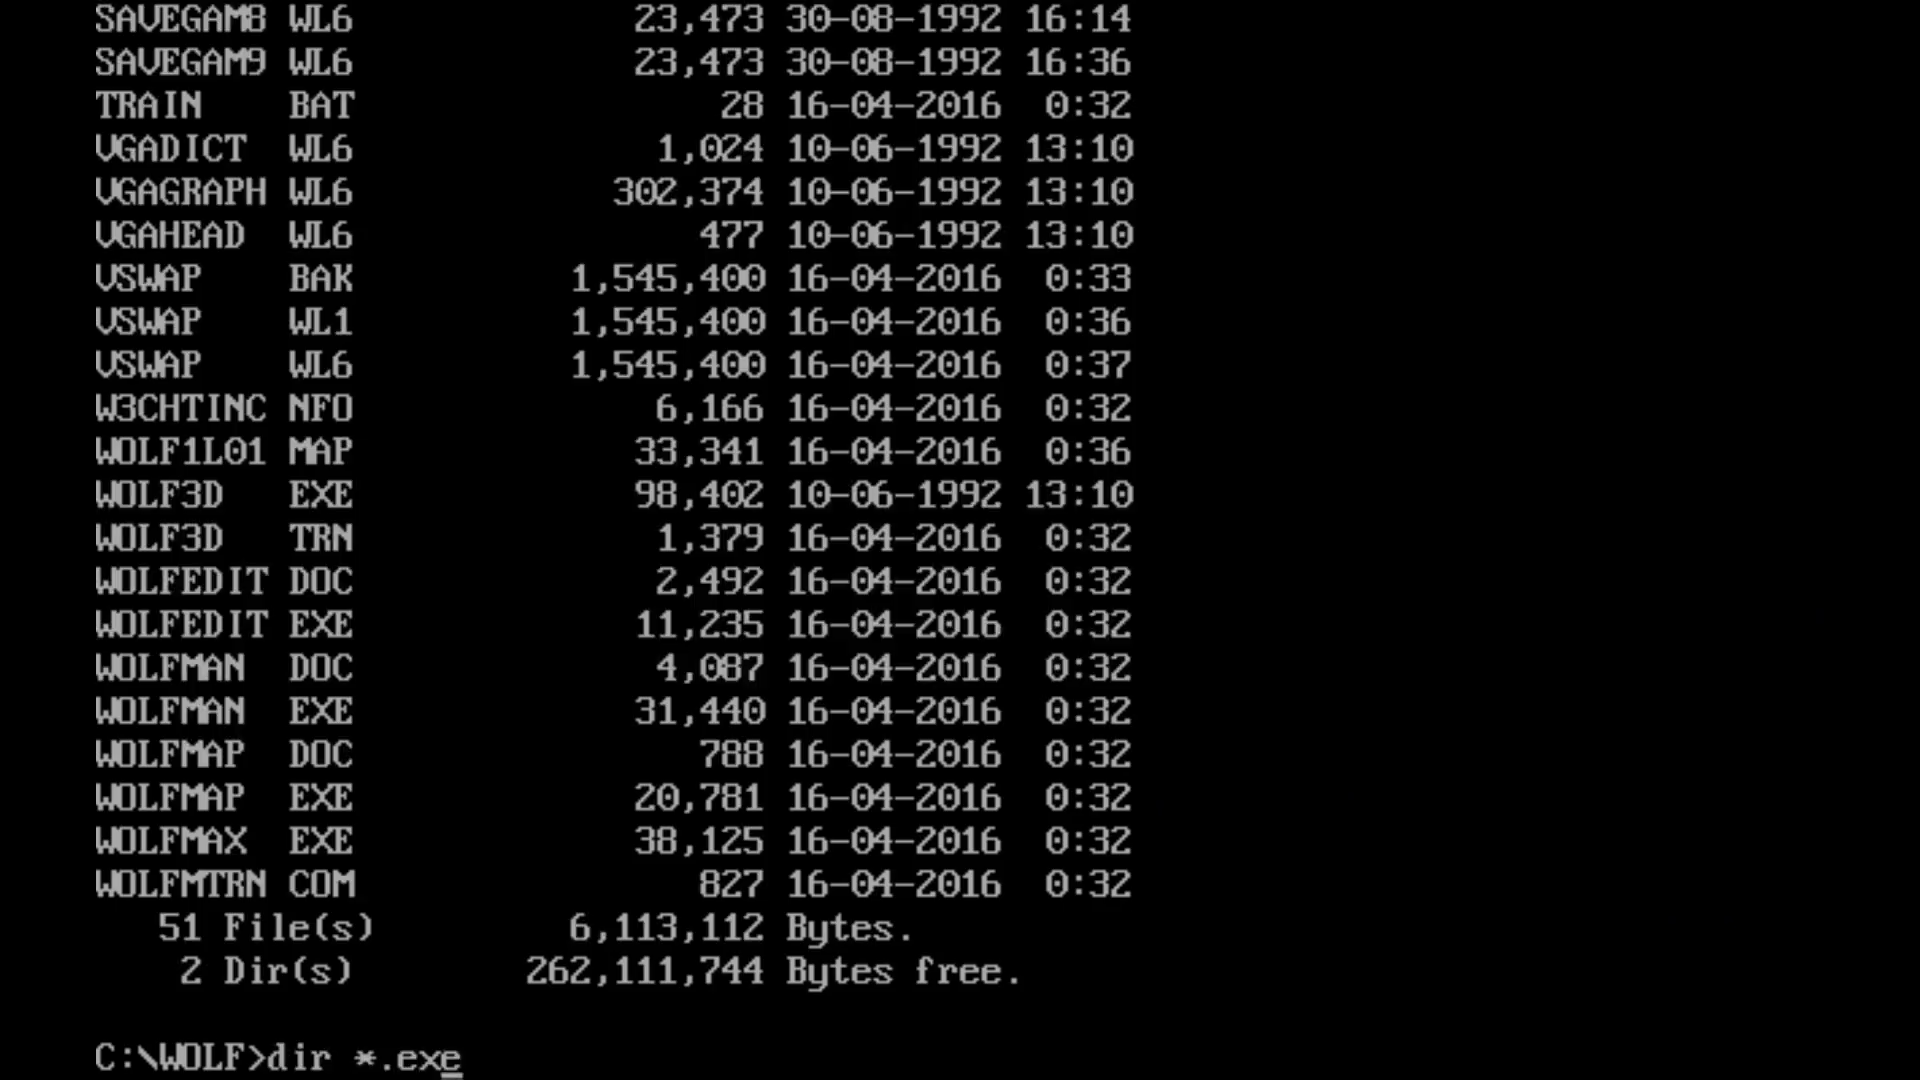 SAVEGAM8 WL6 23,473 30-08-1992 16:14
SAVEGAM9 WL6 23,473 30-08-1992 16:36
TRAIN BAT 28 16-04-2016 0:32
VGADICT WL6 1,024 10-06-1992 13:10
VGAGRAPH WL6 302,374 10-06-1992 13:10
VGAHEAD WL6 477 10-06-1992 13:10
VSWAP BAK 1,545,400 16-04-2016 0:33
VSWAP WL1 1,545,400 16-04-2016 0:36
VSWAP WL6 1,545,400 16-04-2016 0:37
W3CHTINC NFO 6,166 16-04-2016 0:32
WOLF1L01 MAP 33,341 16-04-2016 0:36
WOLF3D EXE 98,402 10-06-1992 13:10
WOLF3D TRN 1,379 16-04-2016 0:32
WOLFEDIT DOC 2,492 16-04-2016 0:32
WOLFEDIT EXE 11,235 16-04-2016 0:32
WOLFMAN DOC 4,087 16-04-2016 0:32
WOLFMAN EXE 31,440 16-04-2016 0:32
WOLFMAP DOC 788 16-04-2016 0:32
WOLFMAP EXE 20,781 16-04-2016 0:32
WOLFMAX EXE 38,125 16-04-2016 0:32
WOLFMTRN COM 827 16-04-2016 0:32
51 File(s) 6,113,112 Bytes.
2 Dir(s) 262,111,744 Bytes free.
C:\WOLF>dir *.exe